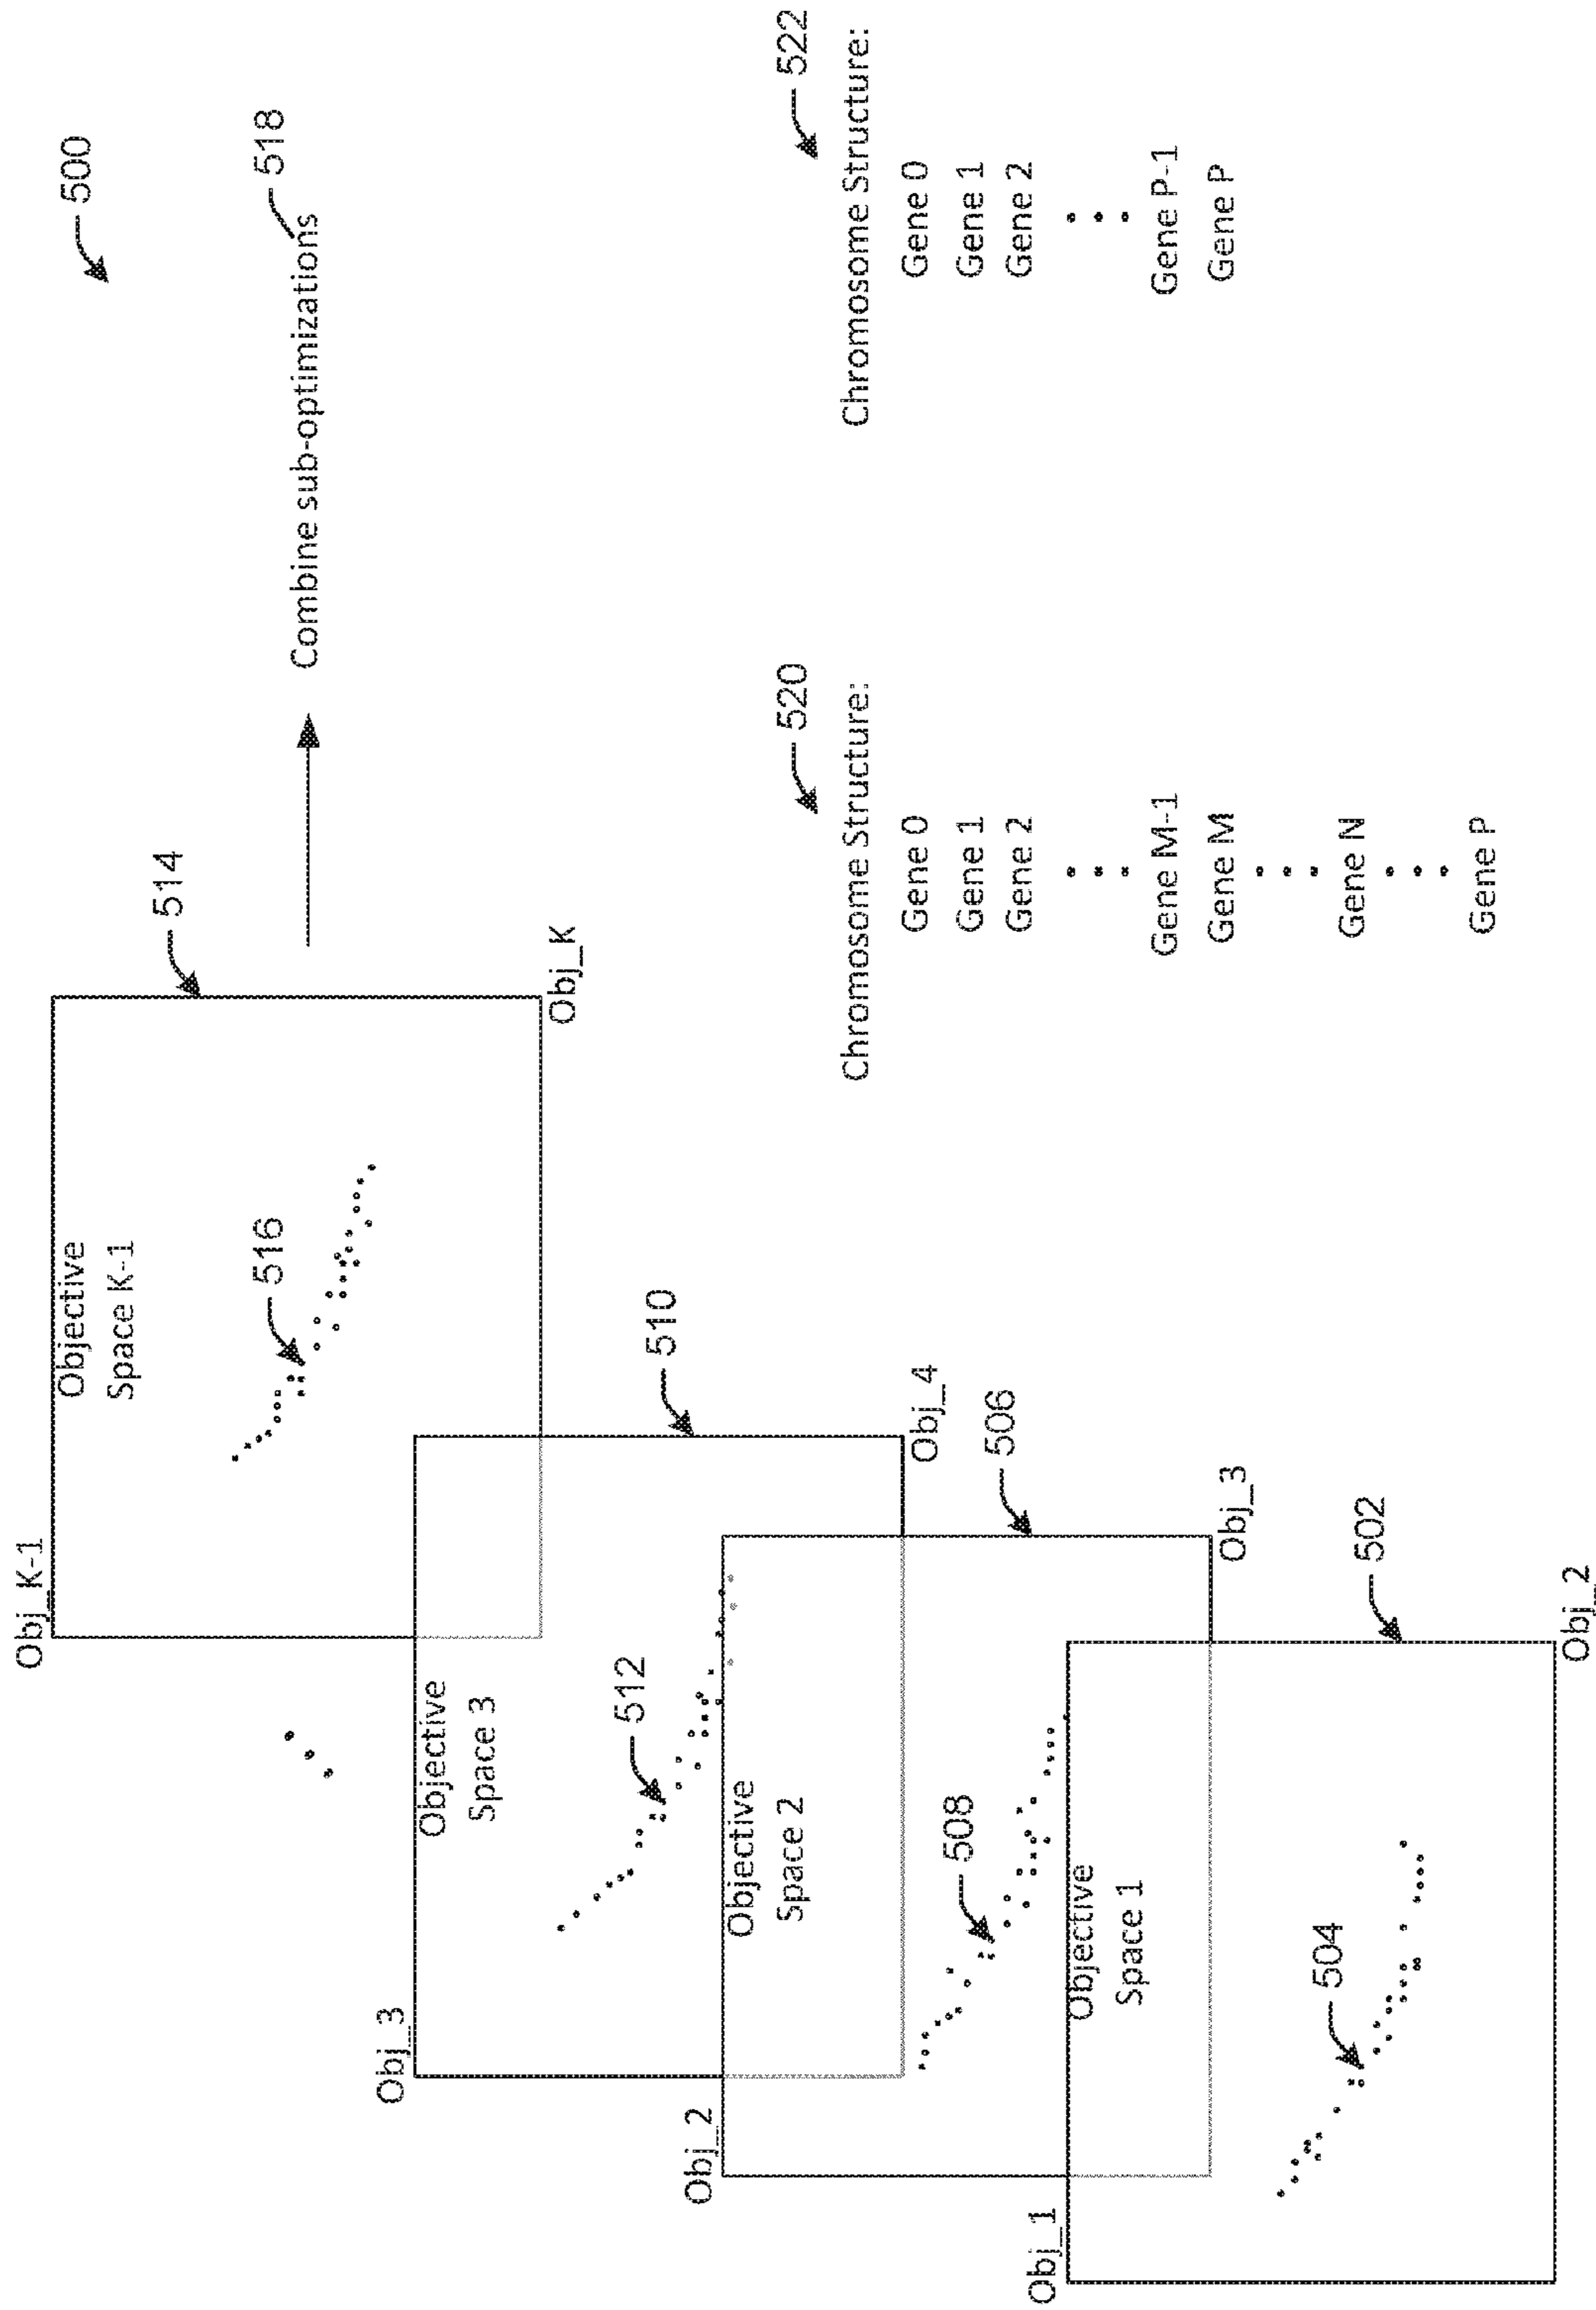 500
Obj_K-1
Objective
Space K-1
514
516
Obj_K
Combine sub-optimizations
518
Obj_3
Objective
Space 3
510
512
Obj_4
Obj_2
Objective
Space 2
506
508
Obj_3
Obj_1
Objective
Space 1
502
504
Obj_2
520
Chromosome Structure:
Gene 0
Gene 1
Gene 2
Gene M-1
Gene M
Gene N
Gene P
522
Chromosome Structure:
Gene 0
Gene 1
Gene 2
Gene P-1
Gene P